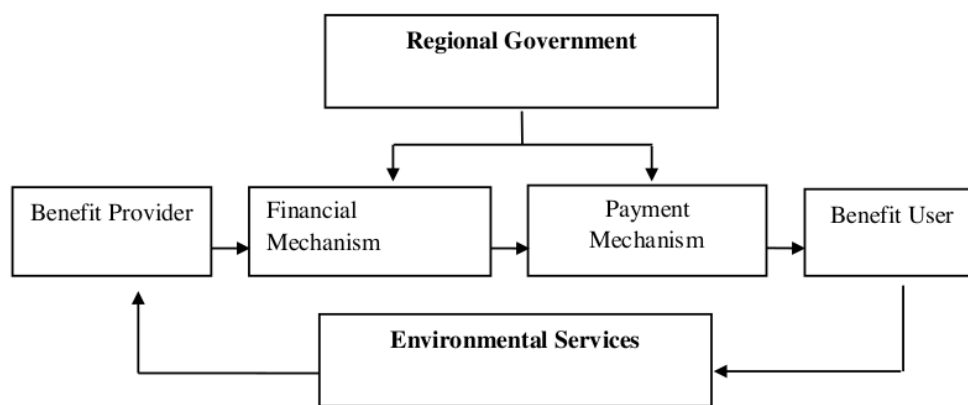 Regional Government
Benefit Provider
Financial
Mechanism
Payment
Mechanism
Benefit User
Environmental Services